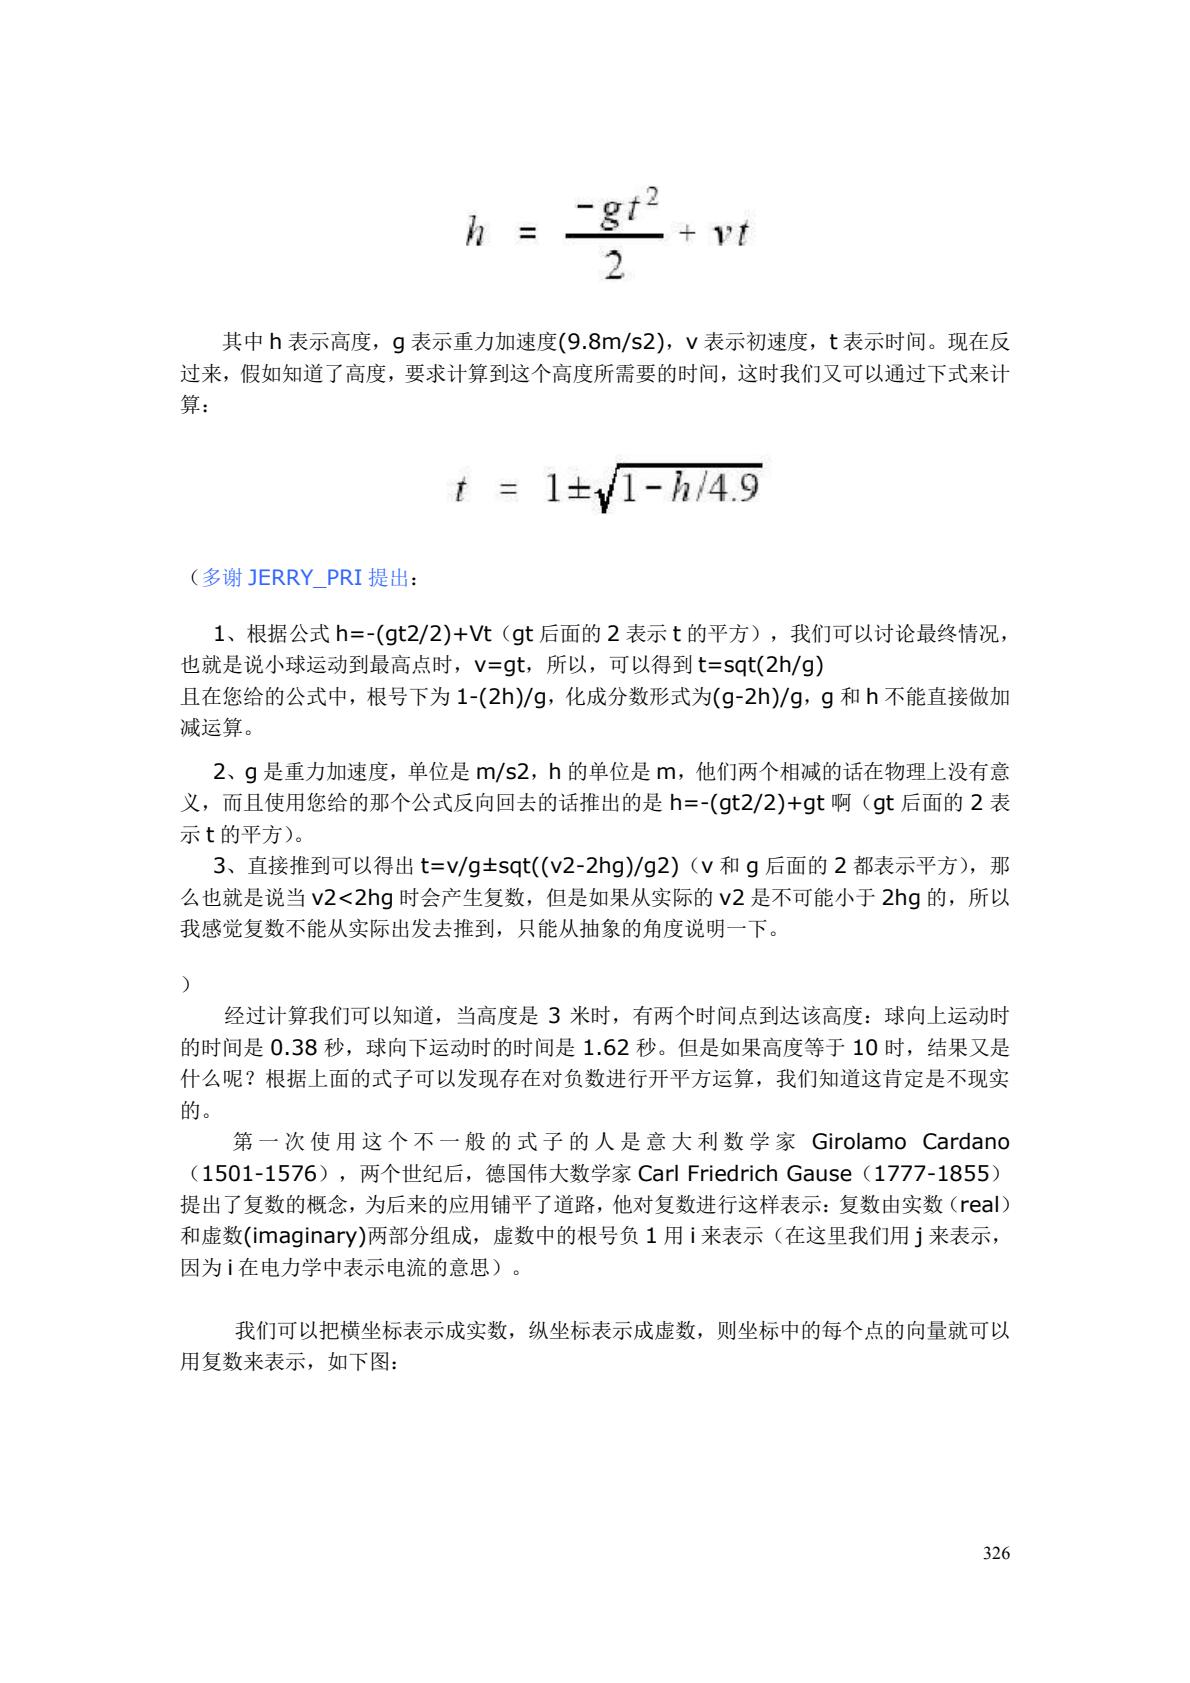 h = -gt²/2 + vt
其中 h 表示高度，g 表示重力加速度(9.8m/s2)，v 表示初速度，t 表示时间。现在反
过来，假如知道了高度，要求计算到这个高度所需要的时间，这时我们又可以通过下式来计
算：
t = 1±√1-h/4.9
（多谢 JERRY_PRI 提出：
1、根据公式 h=-(gt2/2)+Vt（gt 后面的 2 表示 t 的平方），我们可以讨论最终情况，
也就是说小球运动到最高点时，v=gt，所以，可以得到 t=sqt(2h/g)
且在您给的公式中，根号下为 1-(2h)/g，化成分数形式为(g-2h)/g，g 和 h 不能直接做加
减运算。
2、g 是重力加速度，单位是 m/s2，h 的单位是 m，他们两个相减的话在物理上没有意
义，而且使用您给的那个公式反向回去的话推出的是 h=-(gt2/2)+gt 啊（gt 后面的 2 表
示 t 的平方）。
3、直接推到可以得出 t=v/g±sqt((v2-2hg)/g2)（v 和 g 后面的 2 都表示平方），那
么也就是说当 v2<2hg 时会产生复数，但是如果从实际的 v2 是不可能小于 2hg 的，所以
我感觉复数不能从实际出发去推到，只能从抽象的角度说明一下。
）
经过计算我们可以知道，当高度是 3 米时，有两个时间点到达该高度：球向上运动时
的时间是 0.38 秒，球向下运动时的时间是 1.62 秒。但是如果高度等于 10 时，结果又是
什么呢？根据上面的式子可以发现存在对负数进行开平方运算，我们知道这肯定是不现实
的。
第一次使用这个不一般的式子的人是意大利数学家 Girolamo Cardano
（1501-1576），两个世纪后，德国伟大数学家 Carl Friedrich Gause（1777-1855）
提出了复数的概念，为后来的应用铺平了道路，他对复数进行这样表示：复数由实数（real）
和虚数(imaginary)两部分组成，虚数中的根号负 1 用 i 来表示（在这里我们用 j 来表示，
因为 i 在电力学中表示电流的意思）。
我们可以把横坐标表示成实数，纵坐标表示成虚数，则坐标中的每个点的向量就可以
用复数来表示，如下图：
326